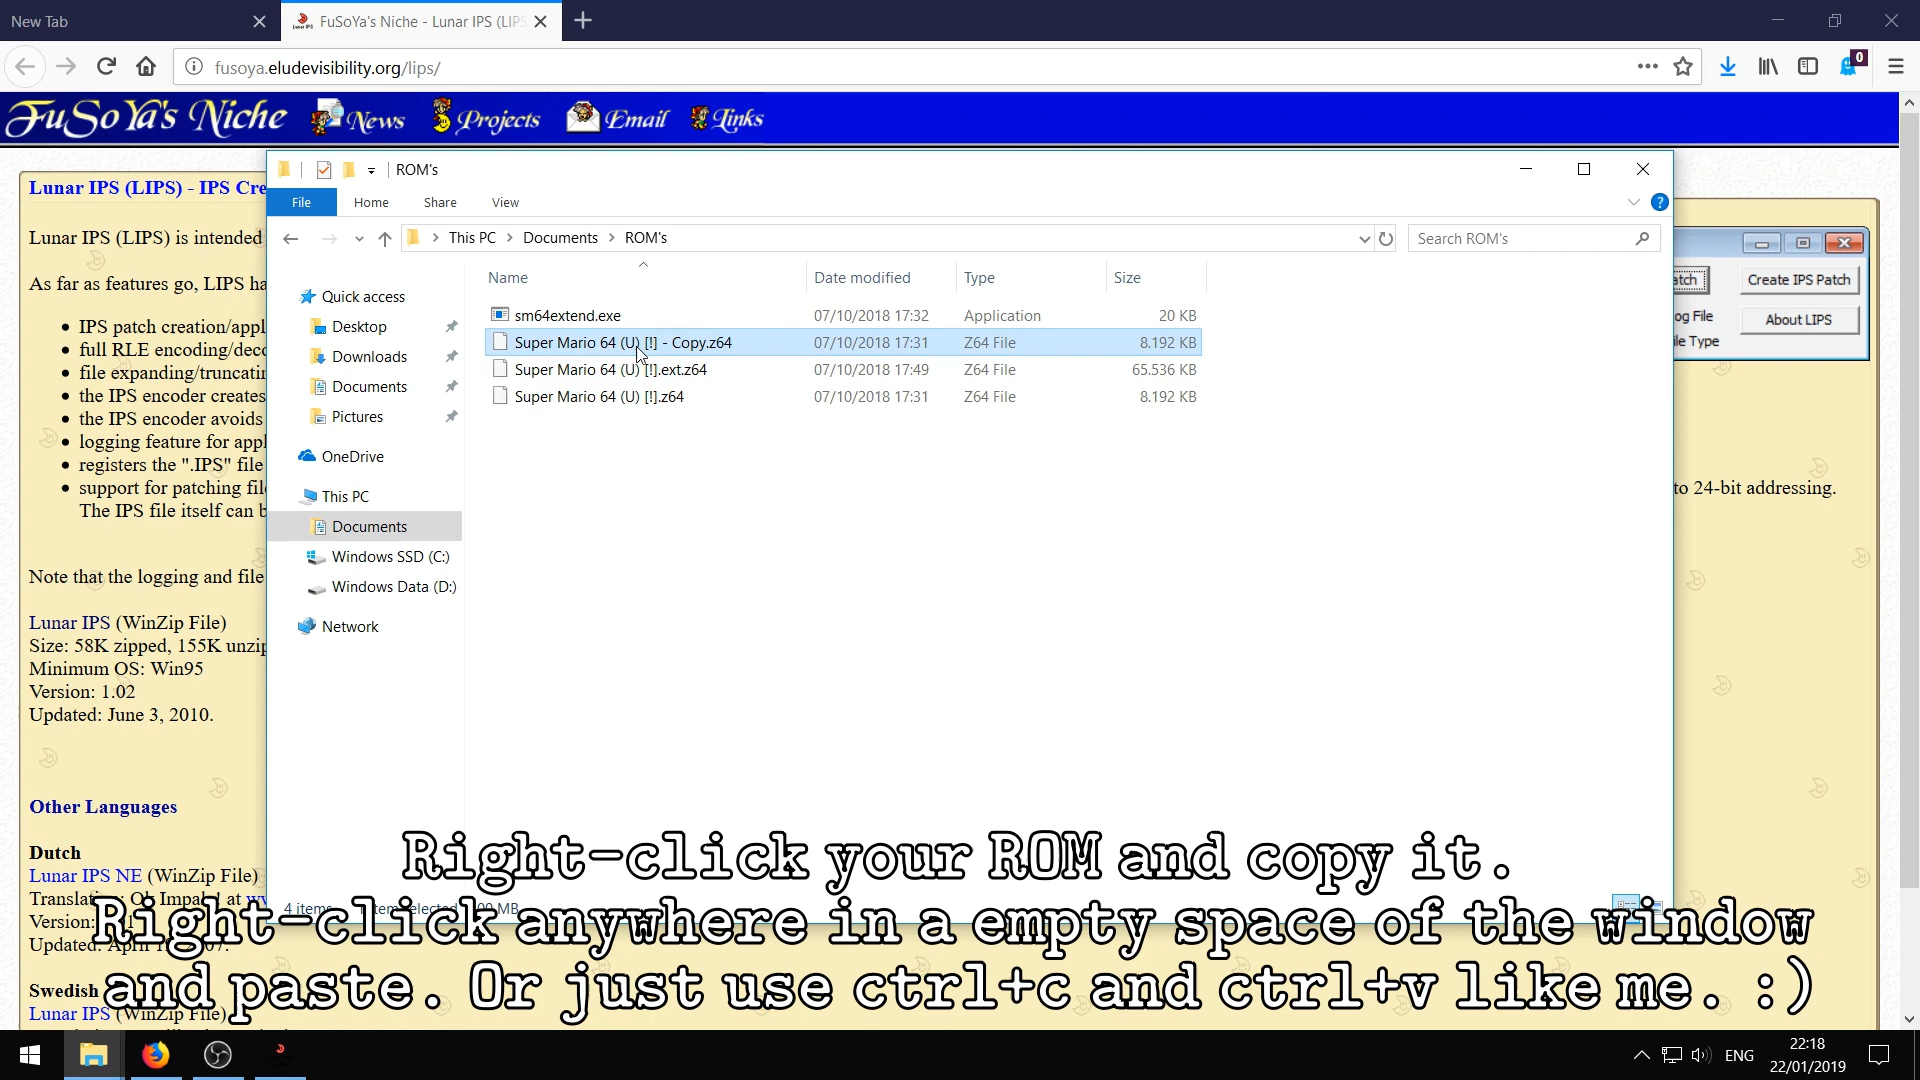 New Tab
FuSoYa's Niche - Lunar IPS (LIPS
fusoya.eludevisibility.org/lips/
0
FuSoYa's Niche
News
Projects
Email
Links
ROM's
File
Home
Share
View
This PC
Documents
ROM's
Search ROM's
Name
Date modified
Type
Size
Quick access
Desktop
Downloads
Documents
Pictures
OneDrive
This PC
Documents
Windows SSD (C:)
Windows Data (D:)
Network
sm64extend.exe 07/10/2018 17:32 Application 20 KB
Super Mario 64 (U) [!] - Copy.z64 07/10/2018 17:31 Z64 File 8.192 KB
Super Mario 64 (U) [!].ext.z64 07/10/2018 17:49 Z64 File 65.536 KB
Super Mario 64 (U) [!].z64 07/10/2018 17:31 Z64 File 8.192 KB
4 items
Lunar IPS (LIPS) - IPS Cre
Lunar IPS (LIPS) is intended
As far as features go, LIPS ha
IPS patch creation/appl
full RLE encoding/deco
file expanding/truncatin
the IPS encoder creates
the IPS encoder avoids
logging feature for appl
registers the ".IPS" file
support for patching fil
to 24-bit addressing.
The IPS file itself can b
Note that the logging and file
Lunar IPS (WinZip File)
Size: 58K zipped, 155K unzip
Minimum OS: Win95
Version: 1.02
Updated: June 3, 2010.
Other Languages
Dutch
Lunar IPS NE (WinZip File)
Swedish
Lunar IPS (WinZip File)
Create IPS Patch
About LIPS
Right-click your ROM and copy it.
Right-click anywhere in a empty space of the window
and paste. Or just use ctrl+c and ctrl+v like me. :)
ENG
22:18
22/01/2019